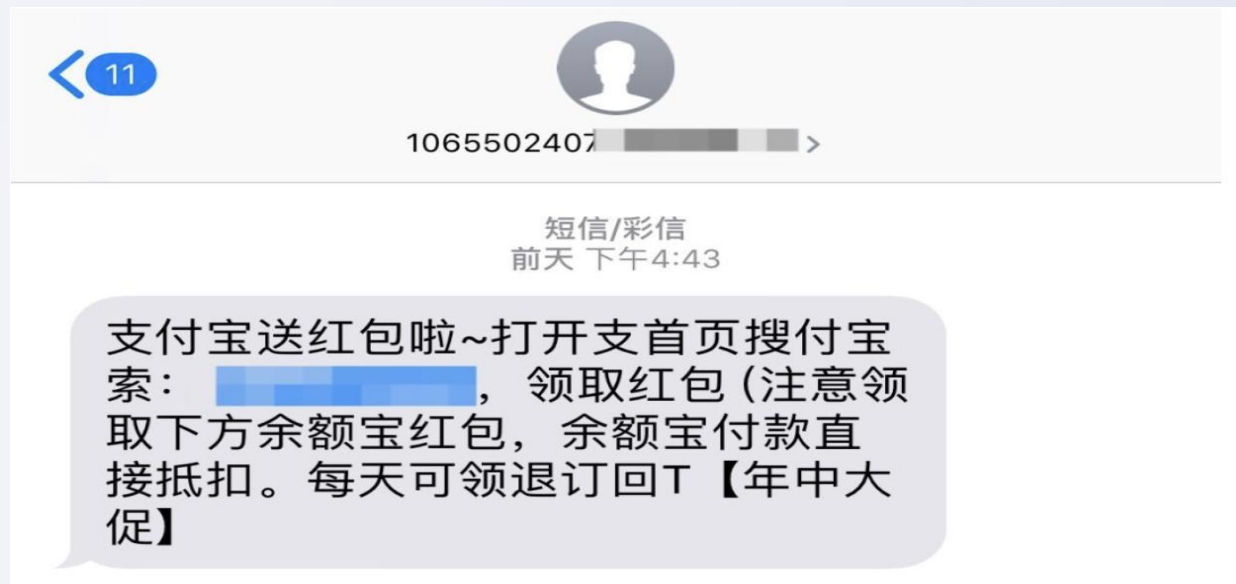 11
1065502407
短信/彩信
前天 下午4:43
支付宝送红包啦~打开支首页搜付宝
索: ，领取红包(注意领
取下方余额宝红包，余额宝付款直
接抵扣。每天可领退订回T【年中大
促】